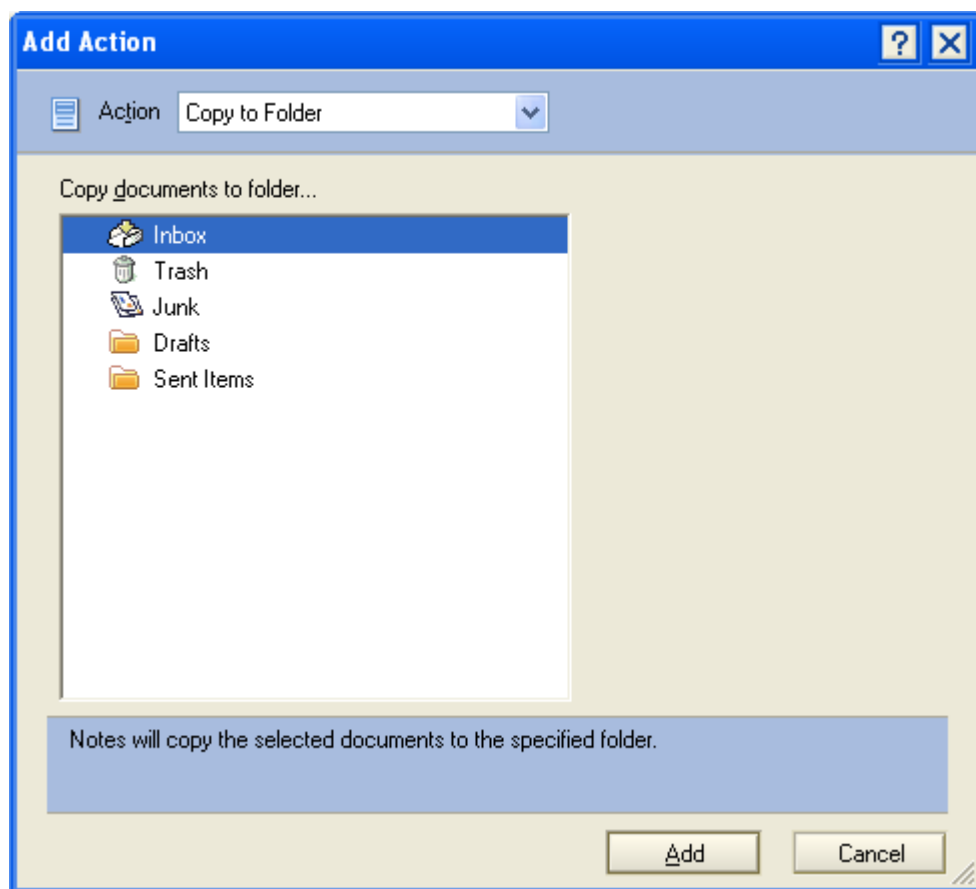 Add Action
Action Copy to Folder
Copy documents to folder...
Inbox
Trash
Junk
Drafts
Sent Items
Notes will copy the selected documents to the specified folder.
Add Cancel